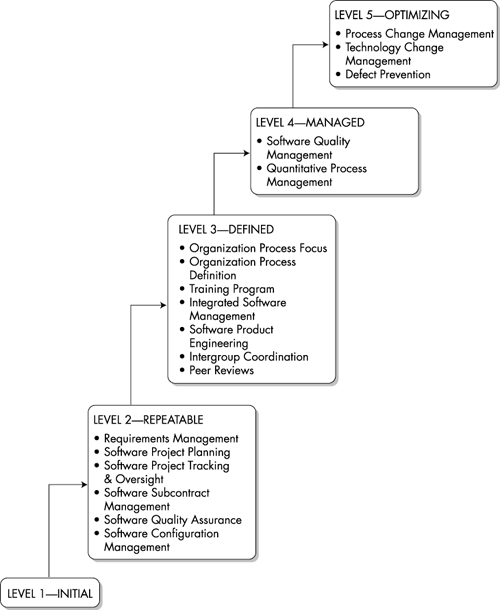 LEVEL 5—OPTIMIZING
• Process Change Management
• Technology Change
Management
• Defect Prevention
LEVEL 4—MANAGED
• Software Quality
Management
• Quantitative Process
Management
LEVEL 3—DEFINED
• Organization Process Focus
• Organization Process
Definition
• Training Program
• Integrated Software
Management
• Software Product
Engineering
• Intergroup Coordination
• Peer Reviews
LEVEL 2—REPEATABLE
• Requirements Management
• Software Project Planning
• Software Project Tracking
& Oversight
• Software Subcontract
Management
• Software Quality Assurance
• Software Configuration
Management
LEVEL 1—INITIAL